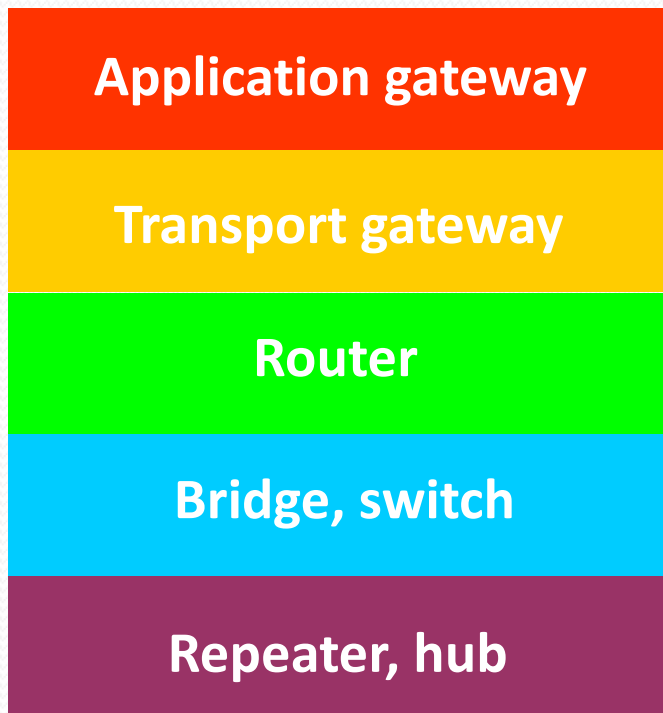 Application gateway
Transport gateway
Router
Bridge, switch
Repeater, hub